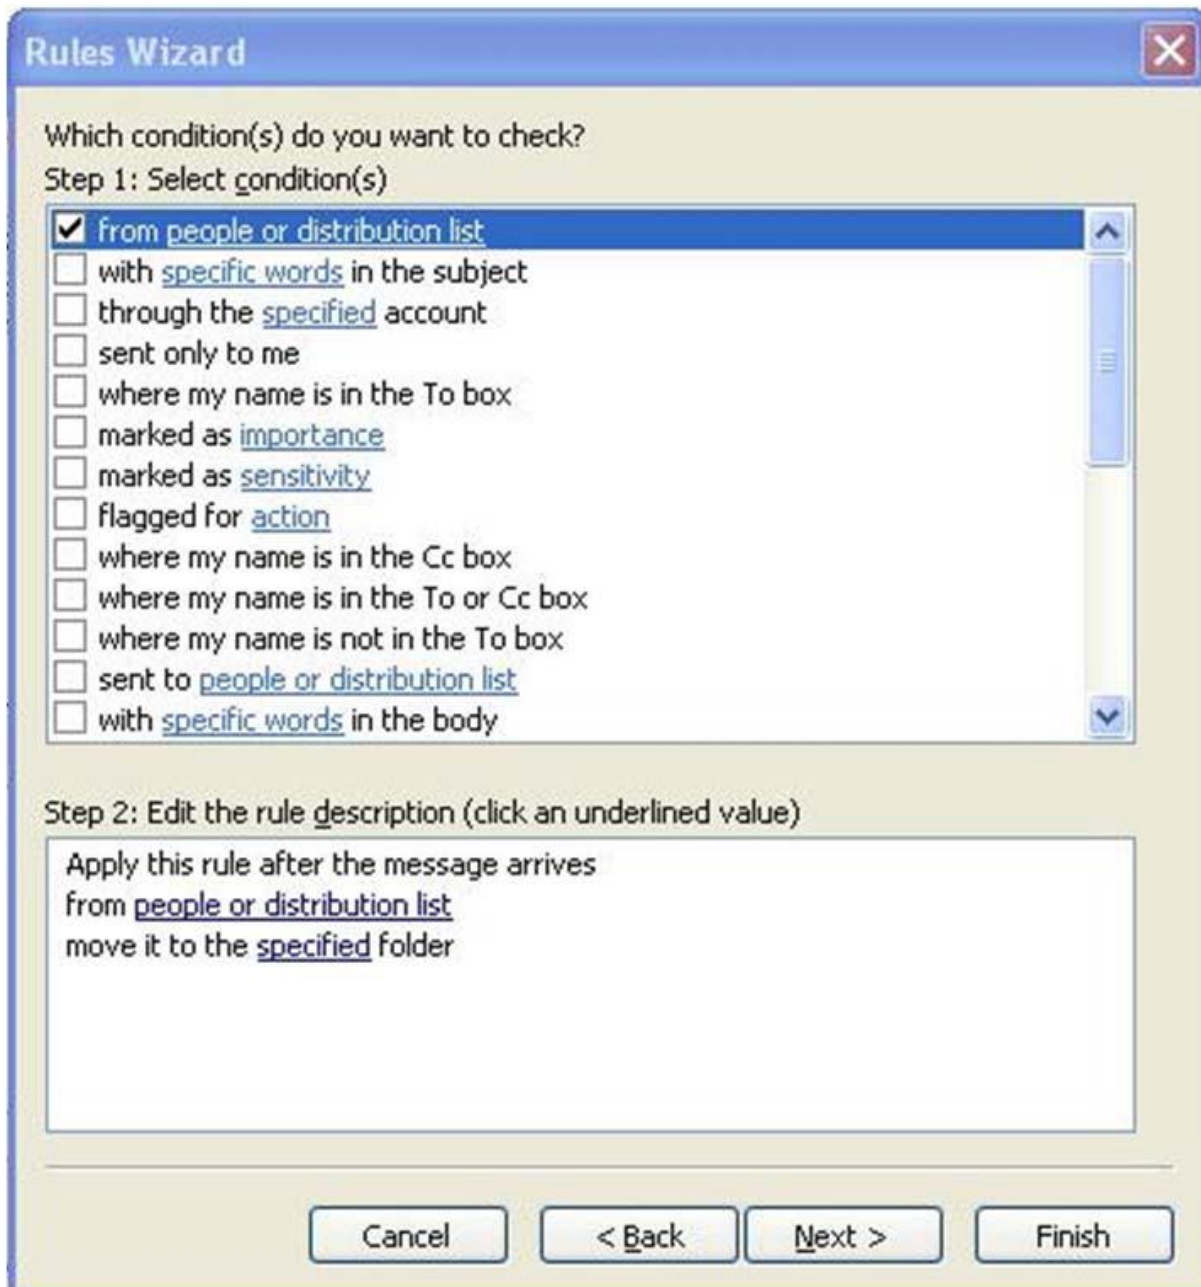 Rules Wizard
Which condition(s) do you want to check?
Step 1: Select condition(s)
from people or distribution list
with specific words in the subject
through the specified account
sent only to me
where my name is in the To box
marked as importance
marked as sensitivity
flagged for action
where my name is in the Cc box
where my name is in the To or Cc box
where my name is not in the To box
sent to people or distribution list
with specific words in the body
Step 2: Edit the rule description (click an underlined value)
Apply this rule after the message arrives
from people or distribution list
move it to the specified folder
Cancel < Back Next > Finish